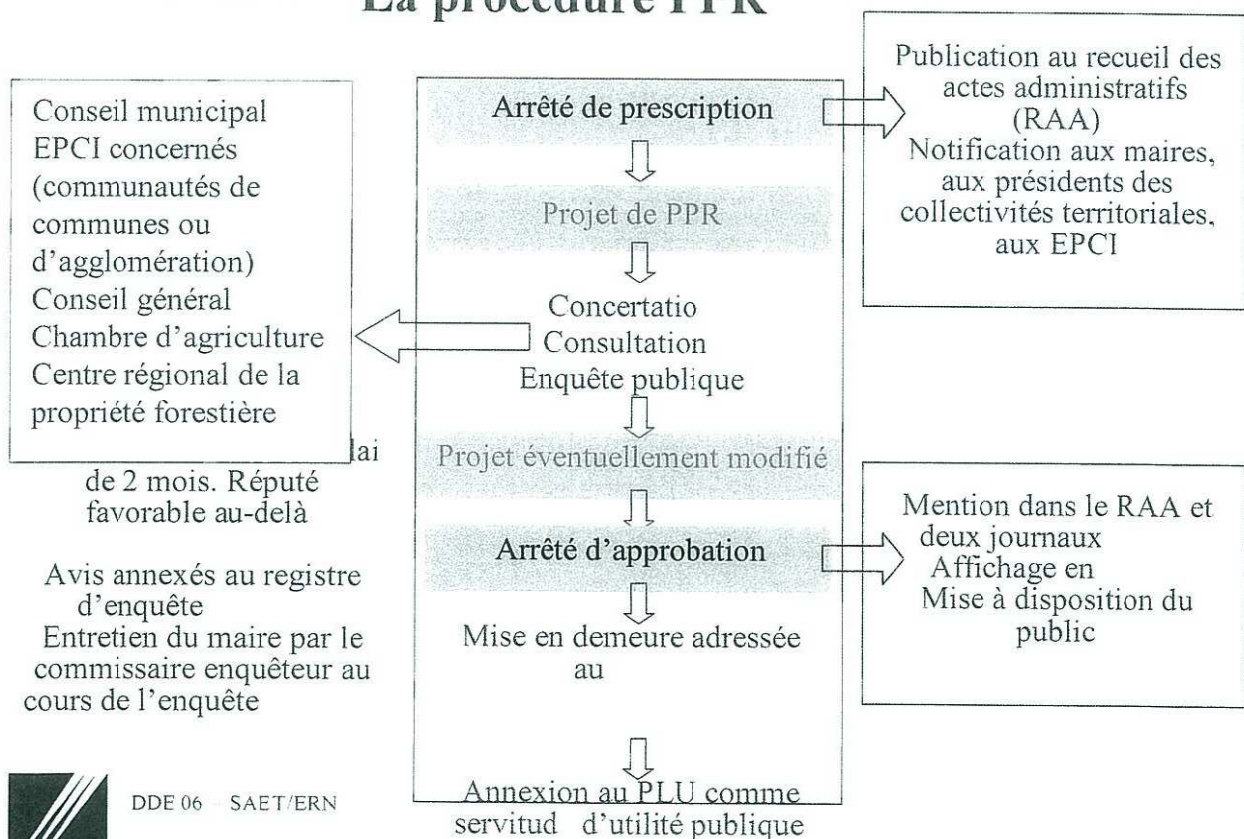 La procédure PPR
Conseil municipal
EPCI concernés
(communautés de
communes ou
d'agglomération)
Conseil général
Chambre d'agriculture
Centre régional de la
propriété forestière
lai
de 2 mois. Réputé
favorable au-delà
Avis annexés au registre
d'enquête
Entretien du maire par le
commissaire enquêteur au
cours de l'enquête
Arrêté de prescription
Projet de PPR
Concertatio
Consultation
Enquête publique
Projet éventuellement modifié
Arrêté d'approbation
Mise en demeure adressée
au
Annexion au PLU comme
servitud d'utilité publique
Publication au recueil des
actes administratifs
(RAA)
Notification aux maires,
aux présidents des
collectivités territoriales,
aux EPCI
Mention dans le RAA et
deux journaux
Affichage en
Mise à disposition du
public
DDE 06 SAET/ERN